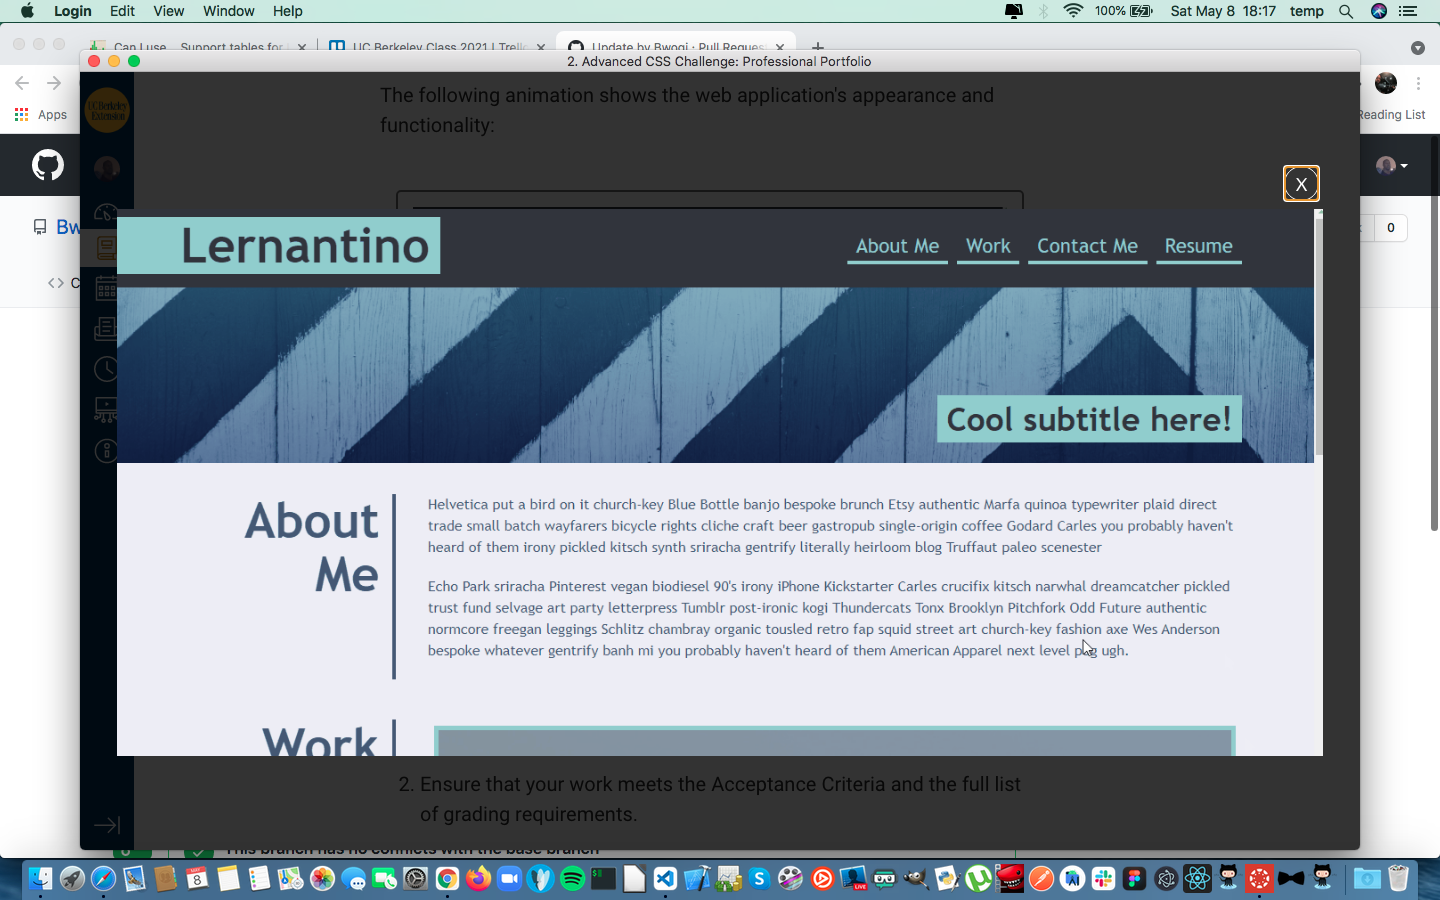 Login Edit View Window Help 100% Sat May 8 18:17 temp
Can I use... Support tables for UC Berkeley Class 2021 | Trello Update by Bwogi · Pull Request
2. Advanced CSS Challenge: Professional Portfolio
Apps
Reading List
UC Berkeley
Extension
The following animation shows the web application's appearance and
functionality:
X
Bw
0
C
Lernantino
About Me Work Contact Me Resume
Cool subtitle here!
About
Me
Helvetica put a bird on it church-key Blue Bottle banjo bespoke brunch Etsy authentic Marfa quinoa typewriter plaid direct
trade small batch wayfarers bicycle rights cliche craft beer gastropub single-origin coffee Godard Carles you probably haven't
heard of them irony pickled kitsch synth sriracha gentrify literally heirloom blog Truffaut paleo scenester
Echo Park sriracha Pinterest vegan biodiesel 90's irony iPhone Kickstarter Carles crucifix kitsch narwhal dreamcatcher pickled
trust fund selvage art party letterpress Tumblr post-ironic kogi Thundercats Tonx Brooklyn Pitchfork Odd Future authentic
normcore freegan leggings Schlitz chambray organic tousled retro fap squid street art church-key fashion axe Wes Anderson
bespoke whatever gentrify banh mi you probably haven't heard of them American Apparel next level pug ugh.
Work
2. Ensure that your work meets the Acceptance Criteria and the full list
of grading requirements.
This branch has no conflicts with the base branch
8
LIVE